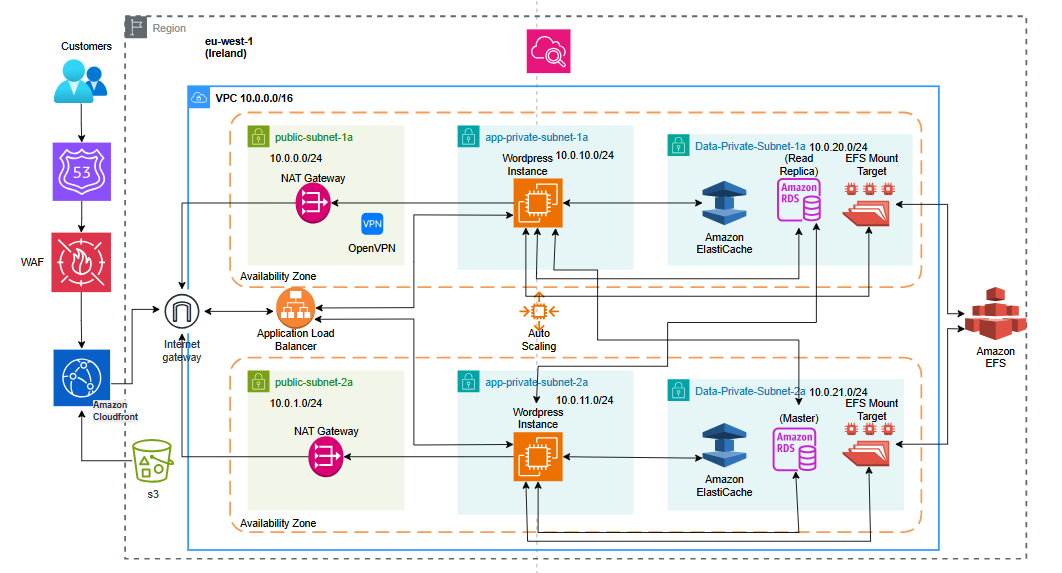 Region
Customers
eu-west-1
(Ireland)
VPC 10.0.0.0/16
public-subnet-1a
10.0.0.0/24
NAT Gateway
VPN
OpenVPN
app-private-subnet-1a
10.0.10.0/24
Wordpress
Instance
Data-Private-Subnet-1a
10.0.20.0/24
(Read
Replica)
EFS Mount
Target
Amazon
RDS
Amazon
ElastiCache
Availability Zone
53
WAF
Internet
gateway
Application Load
Balancer
Auto
Scaling
Amazon
EFS
Amazon
Cloudfront
s3
public-subnet-2a
10.0.1.0/24
NAT Gateway
app-private-subnet-2a
10.0.11.0/24
Wordpress
Instance
Data-Private-Subnet-2a
10.0.21.0/24
(Master)
EFS Mount
Target
Amazon
RDS
Amazon
ElastiCache
Availability Zone